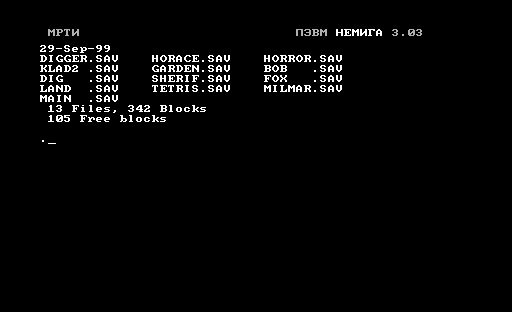 МРТИ ПЭВМ НЕМИГА 3.03
29-Sep-99
DIGGER.SAV HORACE.SAV HORROR.SAV
KLAD2 .SAV GARDEN.SAV BOB .SAV
DIG .SAV SHERIF.SAV FOX .SAV
LAND .SAV TETRIS.SAV MILMAR.SAV
MAIN .SAV
13 Files, 342 Blocks
105 Free blocks
._